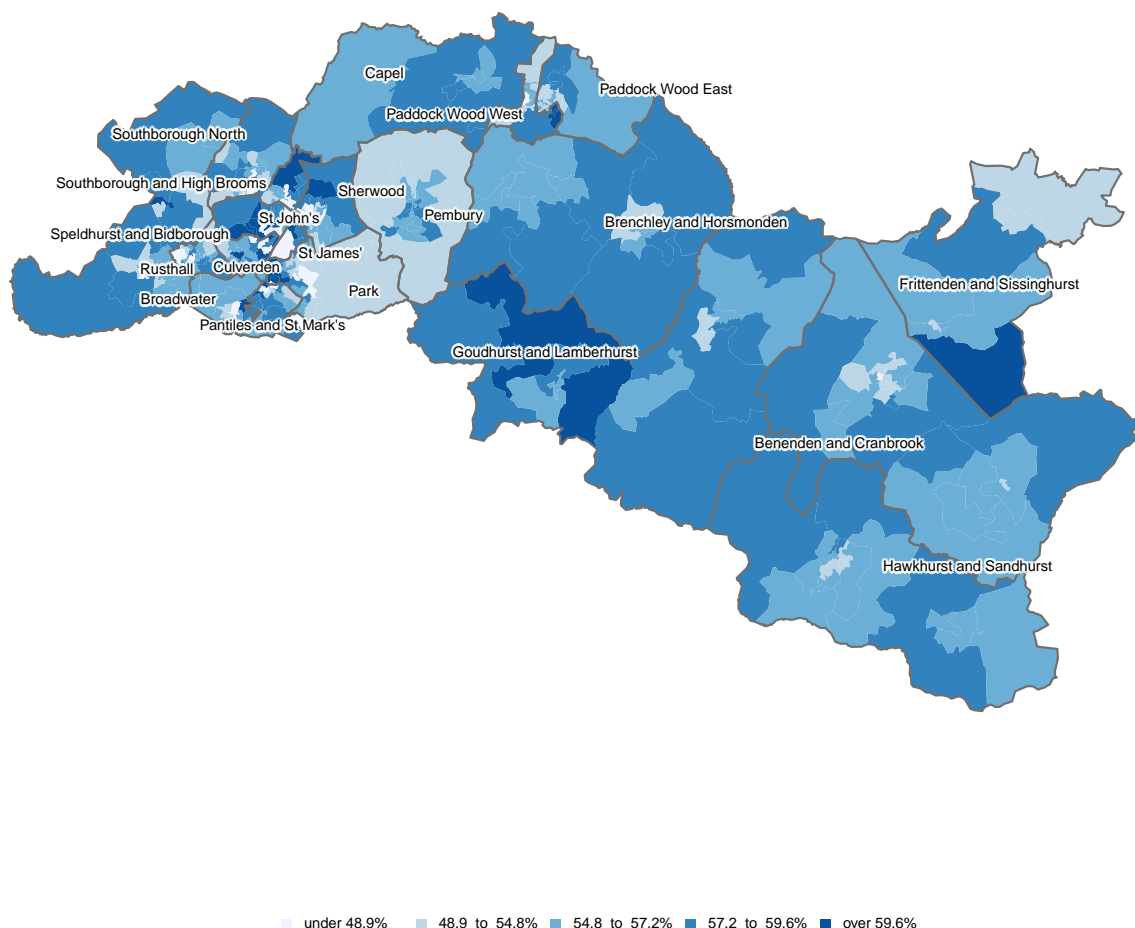 Capel
Paddock Wood East
Paddock Wood West
Southborough North
Southborough and High Brooms
Sherwood
Pembury
St John's
Brenchley and Horsmonden
Speldhurst and Bidborough
St James'
Rusthall
Culverden
Frittenden and Sissinghurst
Park
Broadwater
Pantiles and St Mark's
Goudhurst and Lamberhurst
Benenden and Cranbrook
Hawkhurst and Sandhurst
under 48.9% 48.9 to 54.8% 54.8 to 57.2% 57.2 to 59.6% over 59.6%